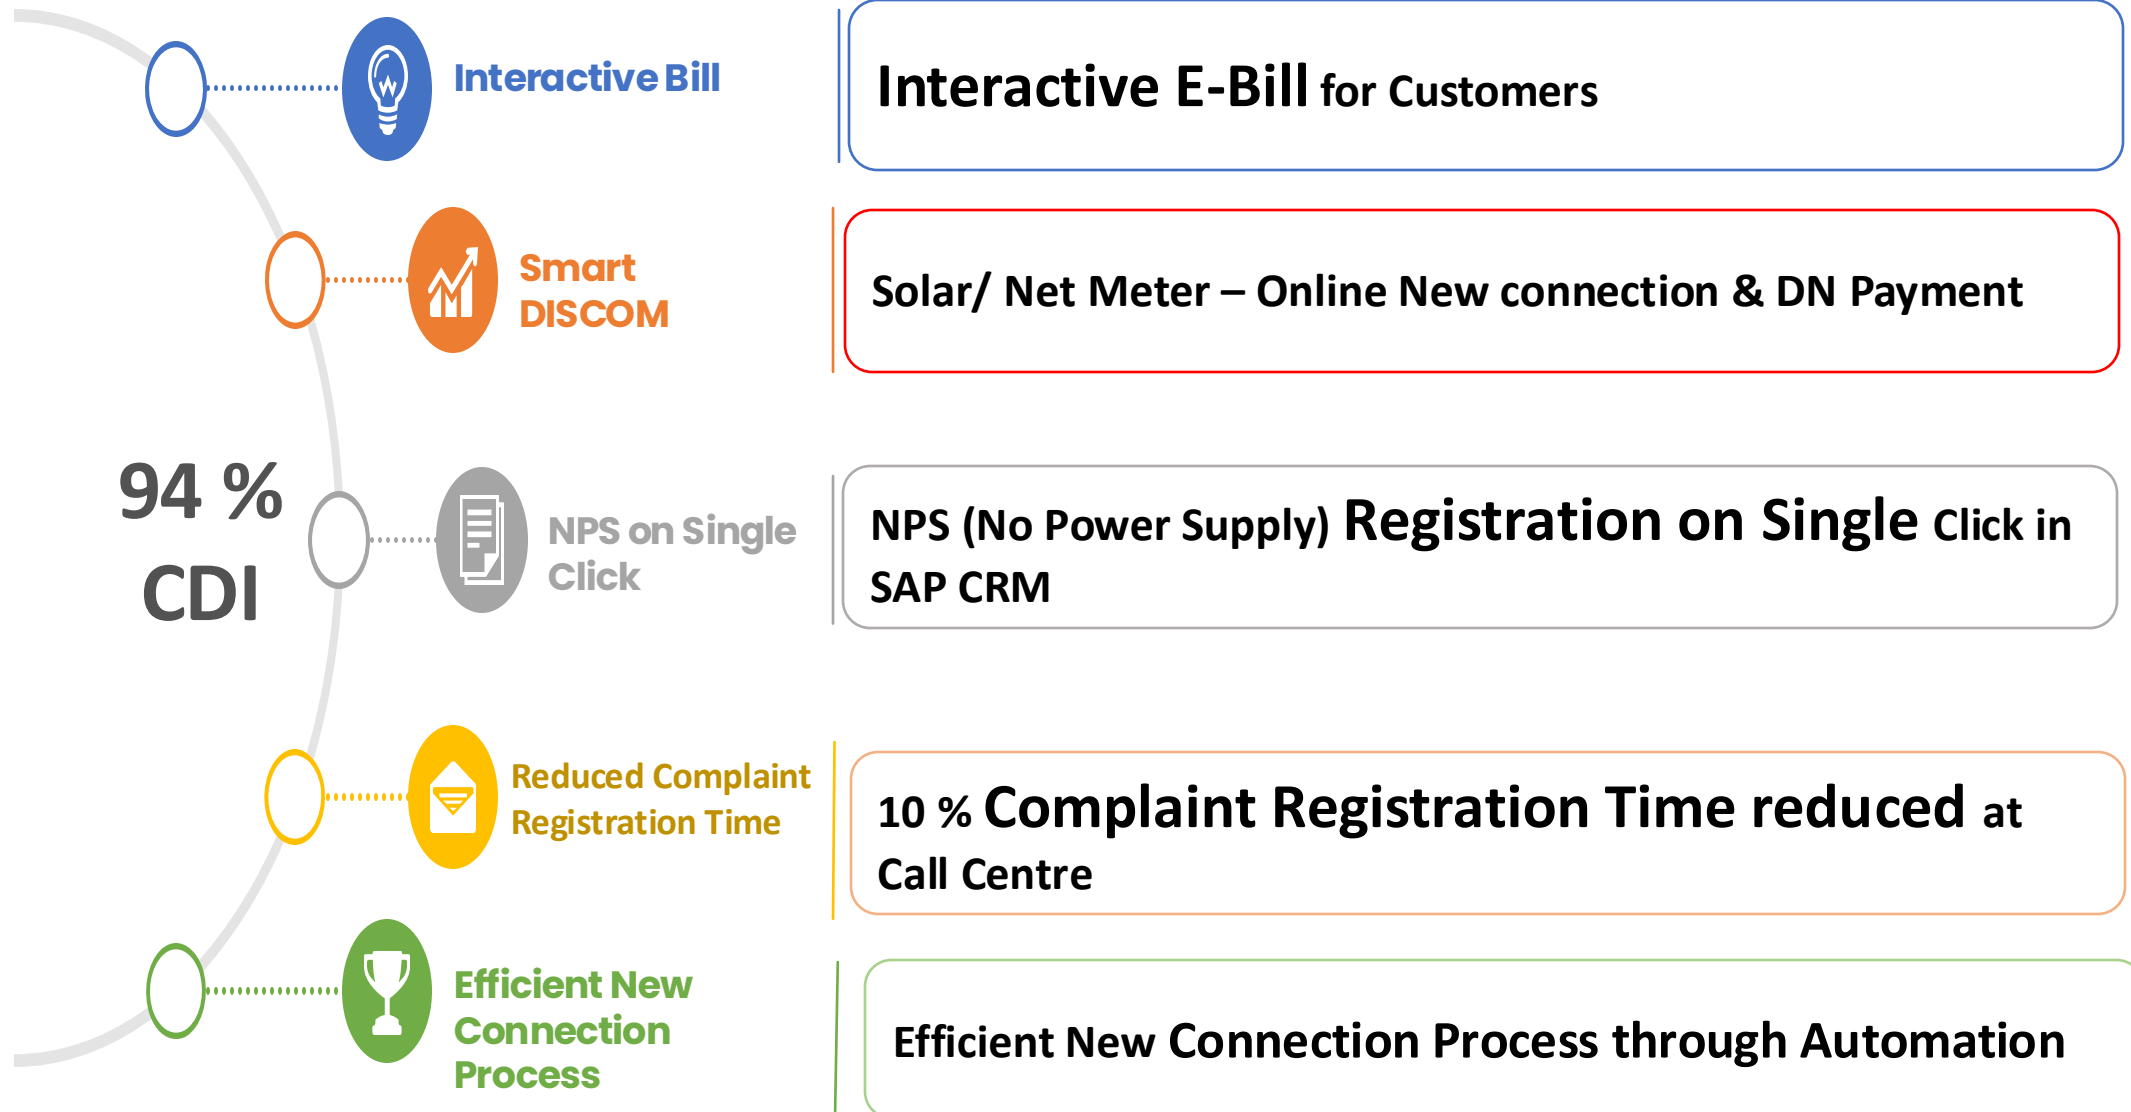 Interactive Bill
Interactive E-Bill for Customers
Smart
DISCOM
Solar/ Net Meter – Online New connection & DN Payment
94 %
CDI
NPS on Single
Click
NPS (No Power Supply) Registration on Single Click in
SAP CRM
Reduced Complaint
Registration Time
10 % Complaint Registration Time reduced at
Call Centre
Efficient New
Connection
Process
Efficient New Connection Process through Automation